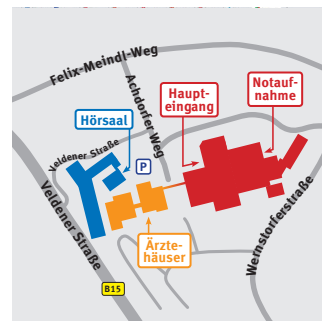 Felix-Meindl-Weg
Achdorfer Weg
Haupt-
eingang
Notauf-
nahme
Hörsaal
Veldener Straße
P
Veldener Straße
Ärzte-
häuser
Wernstorferstraße
B15